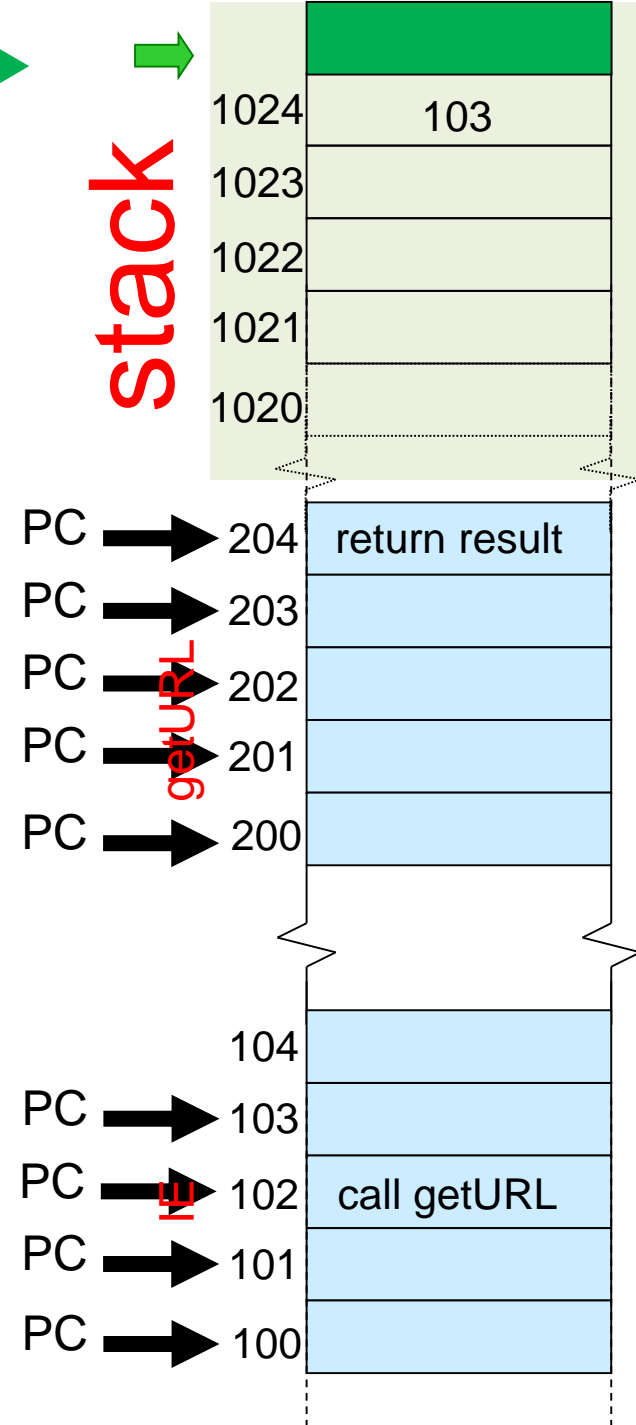 1024 103
stack
1023
1022
1021
1020
PC 204 return result
PC 203
getURL
PC 202
PC 201
PC 200
104
PC 103
IE
PC 102 call getURL
PC 101
PC 100